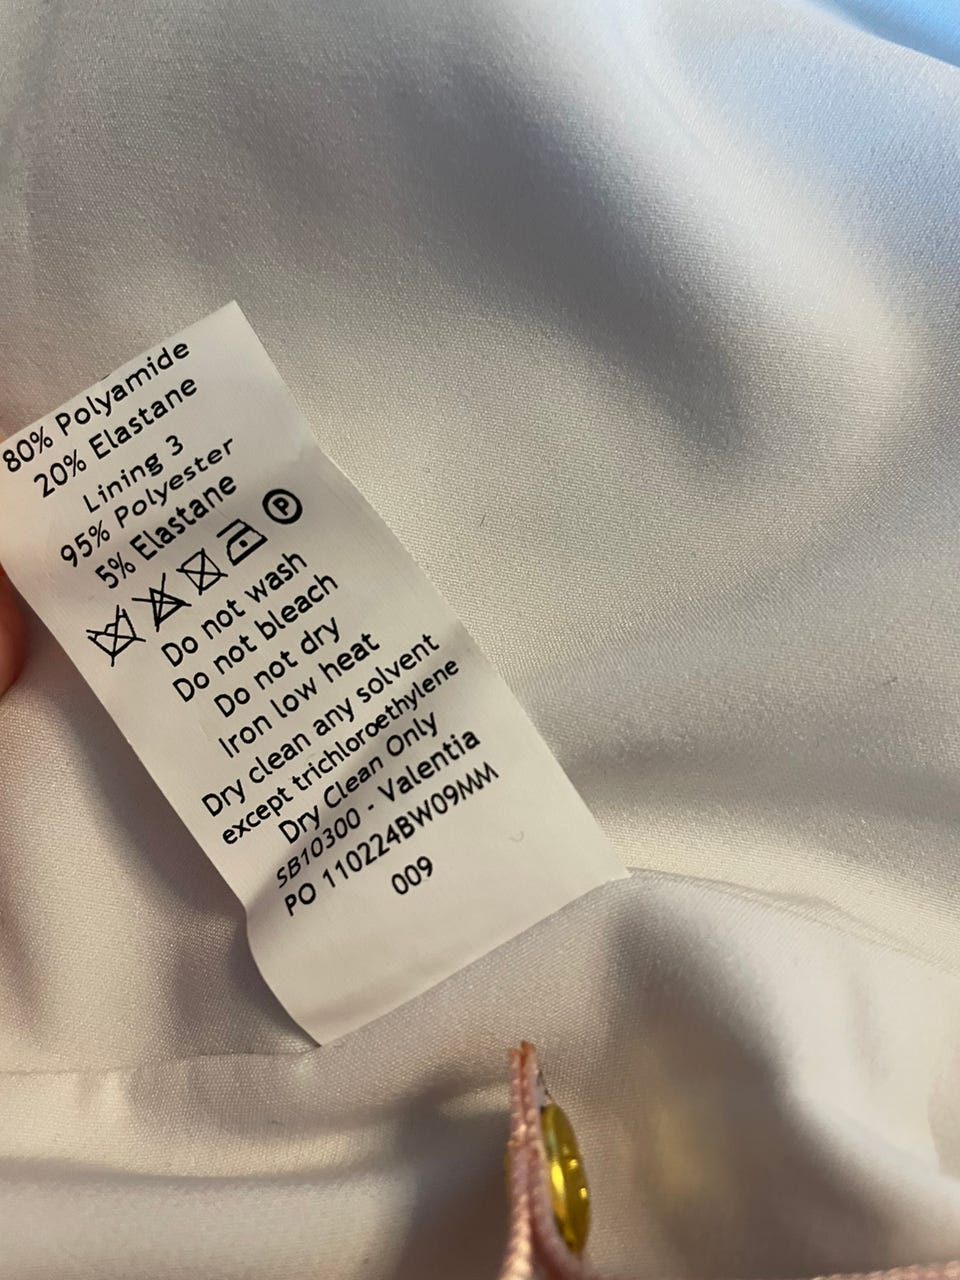 80% Polyamide
20% Elastane
Lining 3
95% Polyester
5% Elastane
P
Do not wash
Do not bleach
Do not dry
Iron low heat
Dry clean any solvent
except trichloroethylene
Dry Clean Only
SB10300 - Valentia
PO 110224BW09MM
009